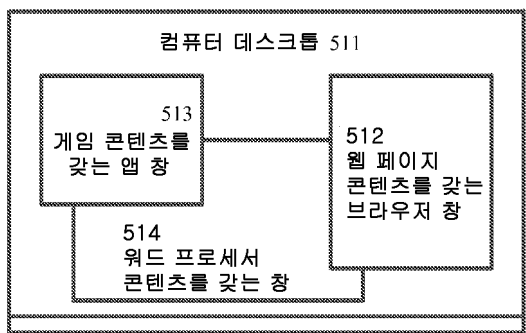 컴퓨터 데스크톱 511
513
게임 콘텐츠를
갖는 앱 창
512
웹 페이지
콘텐츠를 갖는
브라우저 창
514
워드 프로세서
콘텐츠를 갖는 창